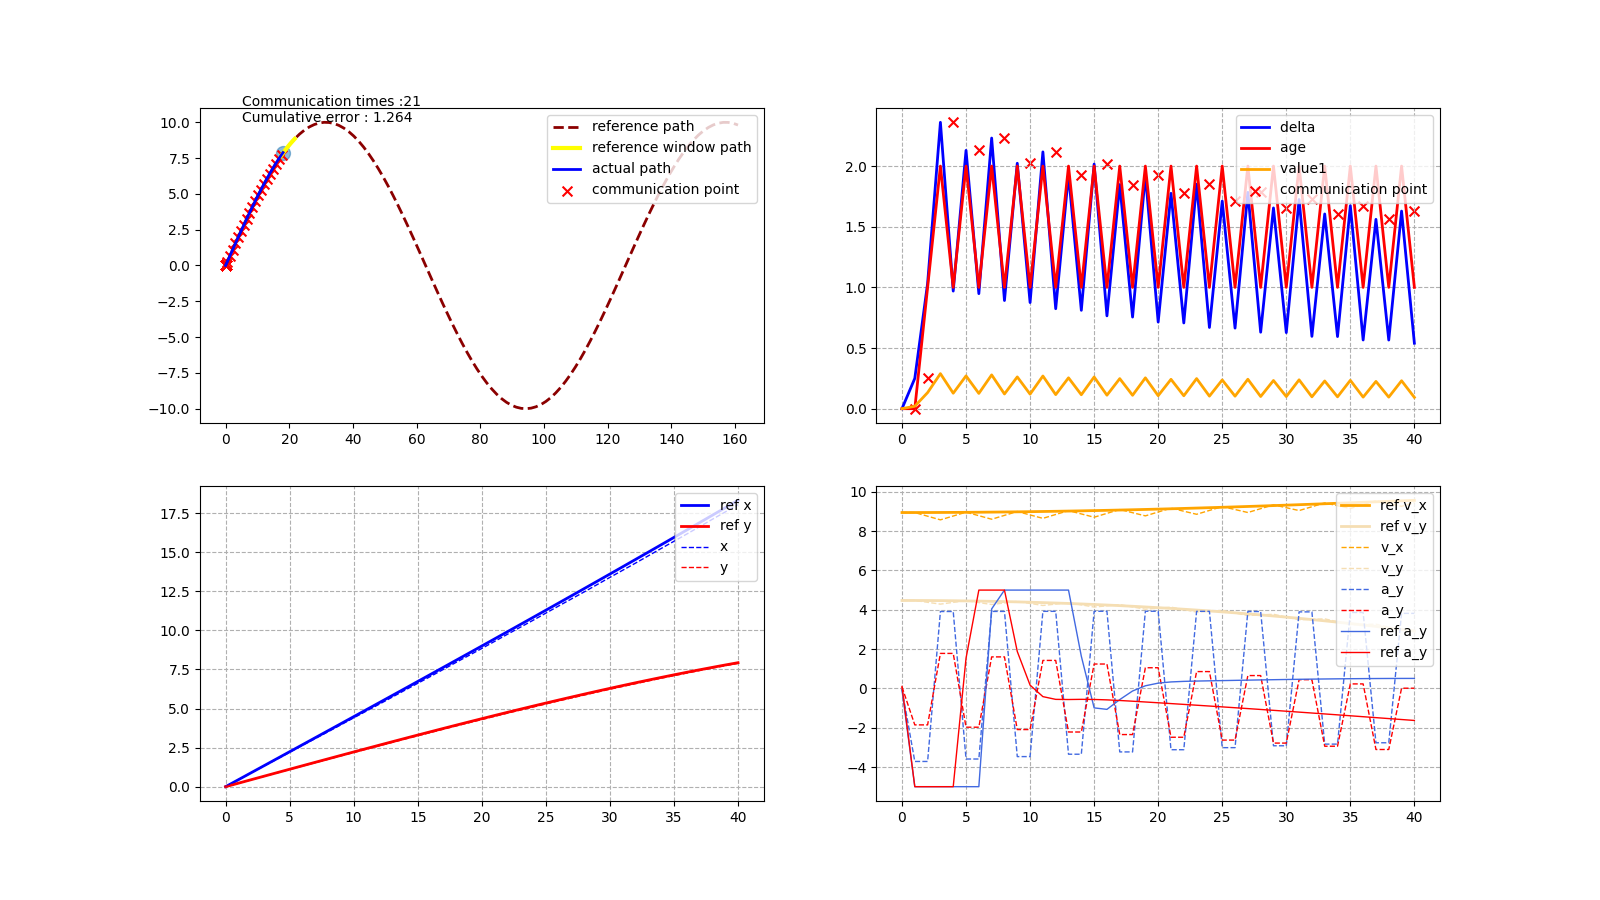 Communication times :21
Cumulative error : 1.264
10.0
7.5
5.0
2.5
0.0
−2.5
−5.0
−7.5
−10.0
0 20 40 60 80 100 120 140 160
reference path
reference window path
actual path
communication point
2.0
1.5
1.0
0.5
0.0
0 5 10 15 20 25 30 35 40
delta
age
value1
communication point
17.5
15.0
12.5
10.0
7.5
5.0
2.5
0.0
0 5 10 15 20 25 30 35 40
ref x
ref y
x
y
10
8
6
4
2
0
−2
−4
0 5 10 15 20 25 30 35 40
ref v_x
ref v_y
v_x
v_y
a_y
a_y
ref a_y
ref a_y